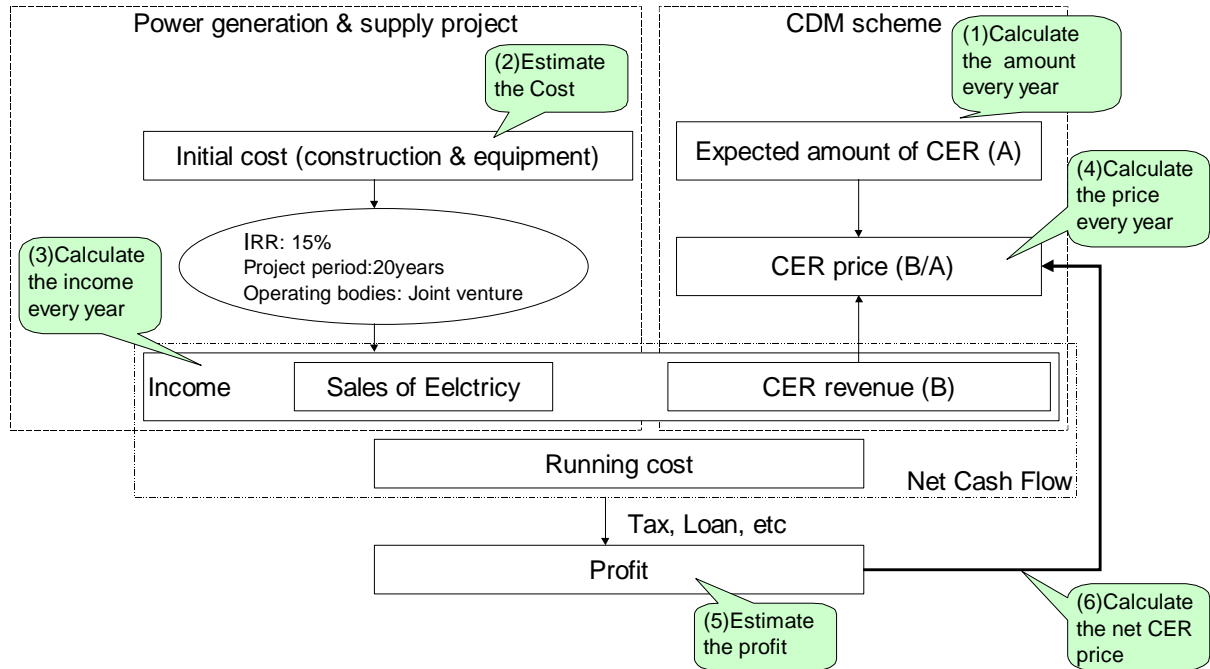 Power generation & supply project
CDM scheme
(1)Calculate
the amount
every year
(2)Estimate
the Cost
Initial cost (construction & equipment)
Expected amount of CER (A)
(4)Calculate
the price
every year
IRR: 15%
Project period:20years
Operating bodies: Joint venture
(3)Calculate
the income
every year
CER price (B/A)
Income
Sales of Eelctricy
CER revenue (B)
Running cost
Net Cash Flow
Tax, Loan, etc
Profit
(5)Estimate
the profit
(6)Calculate
the net CER
price